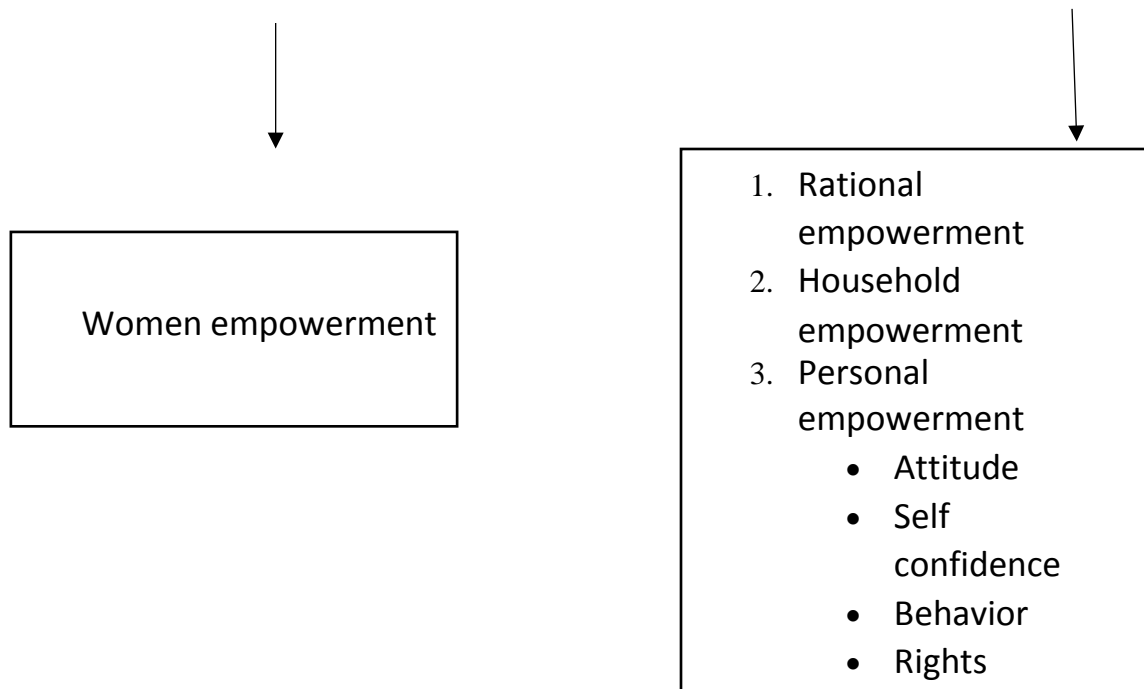 Women empowerment
1. Rational
empowerment
2. Household
empowerment
3. Personal
empowerment
• Attitude
• Self
confidence
• Behavior
• Rights